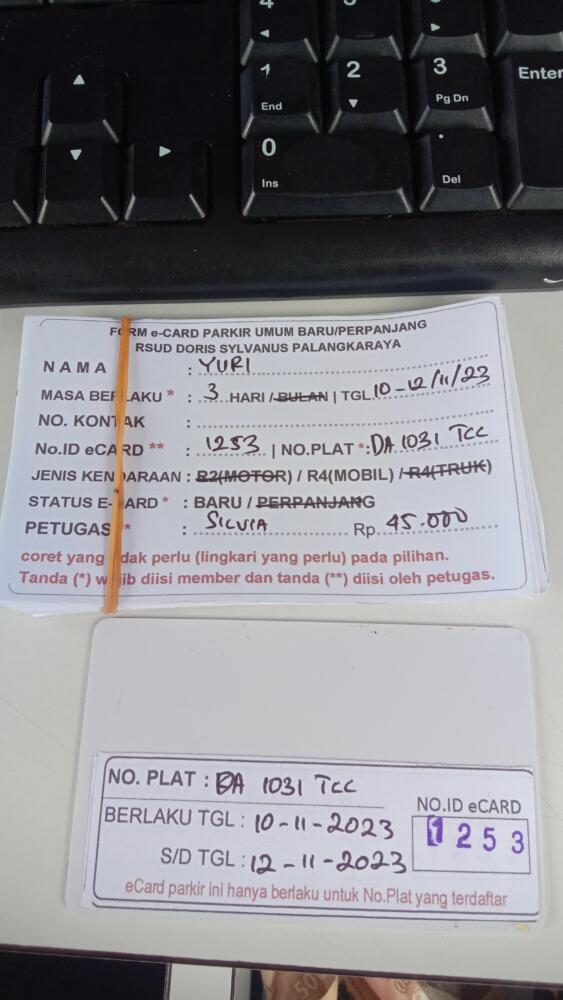 4
5
1
End
2
3
Pg Dn
Enter
0
Ins
.
Del
FORM e-CARD PARKIR UMUM BARU/PERPANJANG
RSUD DORIS SYLVANUS PALANGKARAYA
NAMA : YURI
MASA BERLAKU * : 3 HARI / BULAN | TGL. 10-12/11/23
NO. KONTAK :
No.ID eCARD ** : 1253 | NO.PLAT *: DA 1031 TCC
JENIS KENDARAAN : R2(MOTOR) / R4(MOBIL) / R4(TRUK)
STATUS E-CARD * : BARU / PERPANJANG
PETUGAS ** : SILVIA Rp. 45.000
coret yang tidak perlu (lingkari yang perlu) pada pilihan.
Tanda (*) wajib diisi member dan tanda (**) diisi oleh petugas.
NO. PLAT : DA 1031 TCC
BERLAKU TGL : 10-11-2023
S/D TGL : 12-11-2023
NO.ID eCARD
1253
eCard parkir ini hanya berlaku untuk No.Plat yang terdaftar